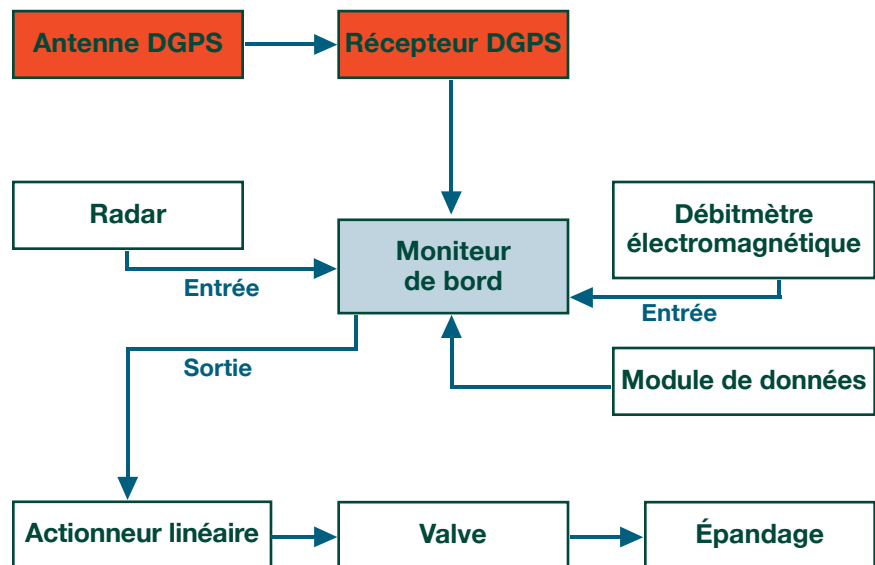 Antenne DGPS
Récepteur DGPS
Radar
Débitmètre
électromagnétique
Moniteur
de bord
Entrée
Entrée
Sortie
Module de données
Actionneur linéaire
Valve
Épandage